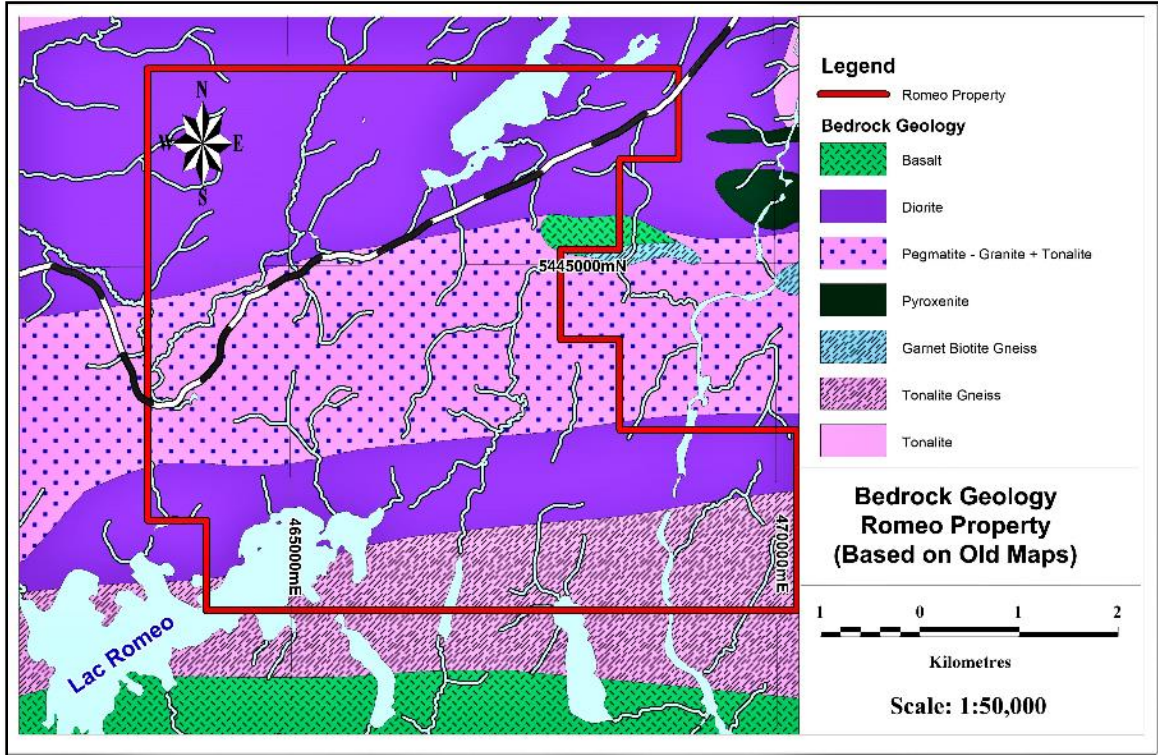 N
W
E
S
5445000mN
465000mE
470000mE
Lac Romeo
Legend
Romeo Property
Bedrock Geology
Basalt
Diorite
Pegmatite - Granite + Tonalite
Pyroxenite
Garnet Biotite Gneiss
Tonalite Gneiss
Tonalite
Bedrock Geology
Romeo Property
(Based on Old Maps)
1 0 1 2
Kilometres
Scale: 1:50,000